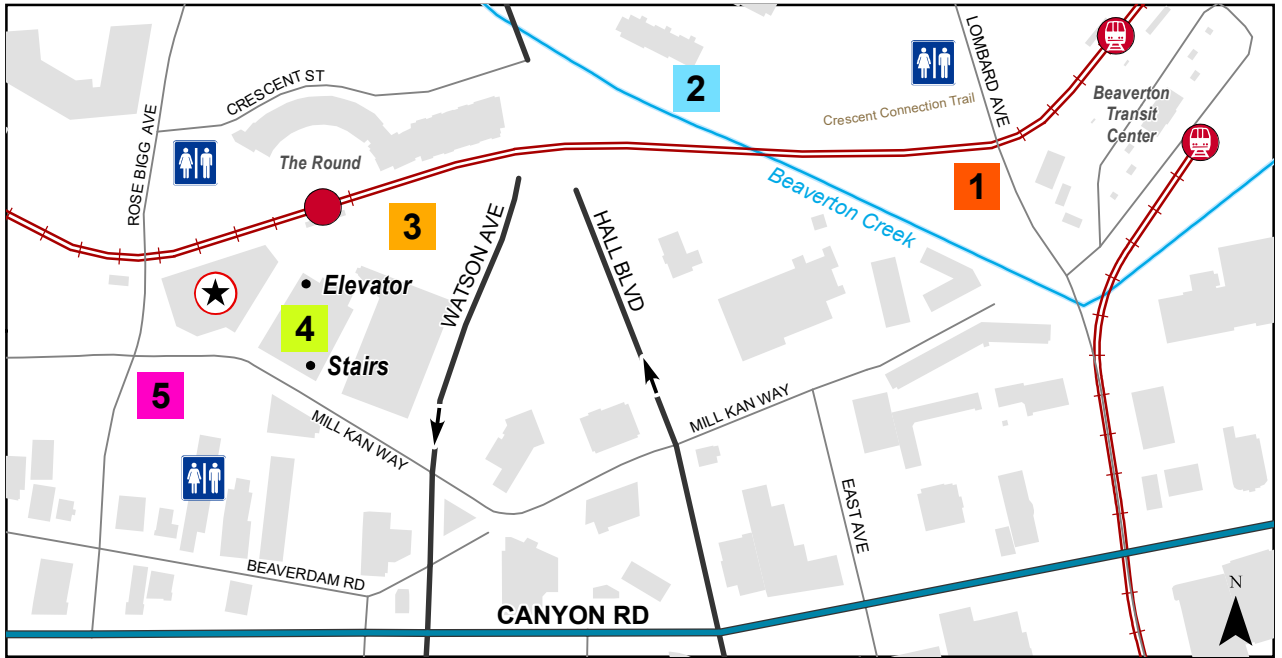 LOMBARD AVE
CRESCENT ST
2
Beaverton
Transit
Center
Crescent Connection Trail
ROSE BIGG AVE
The Round
1
Beaverton Creek
3
WATSON AVE
HALL BLVD
Elevator
4
Stairs
5
MILL KAN WAY
MILL KAN WAY
EAST AVE
BEAVERDAM RD
CANYON RD
N